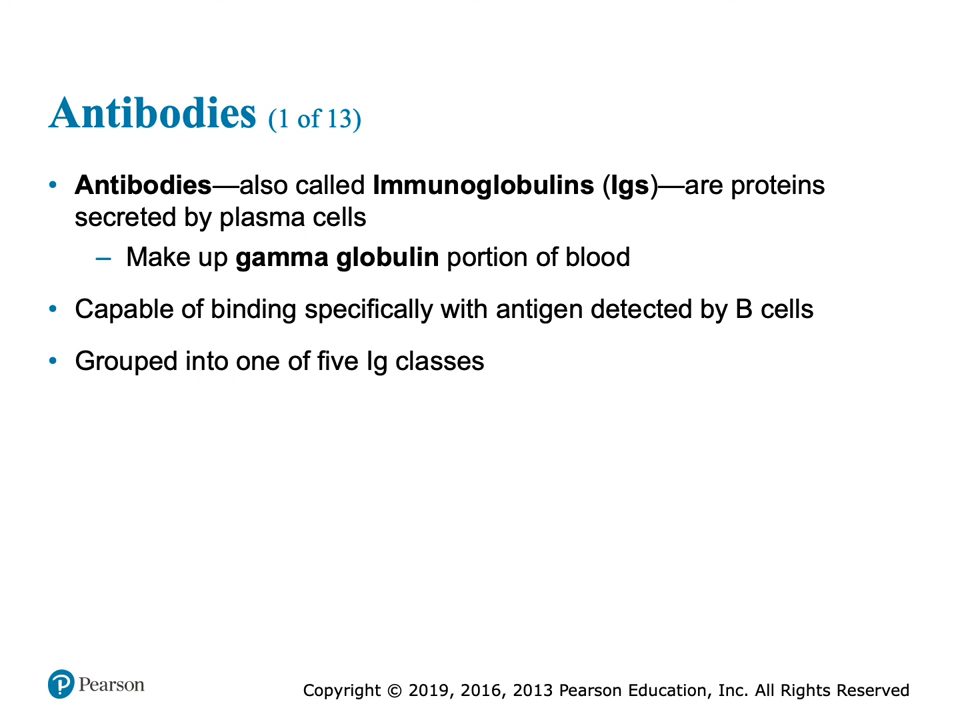 Antibodies (1 of 13)
• Antibodies—also called Immunoglobulins (Igs)—are proteins
secreted by plasma cells
– Make up gamma globulin portion of blood
• Capable of binding specifically with antigen detected by B cells
• Grouped into one of five Ig classes
Pearson
Copyright © 2019, 2016, 2013 Pearson Education, Inc. All Rights Reserved